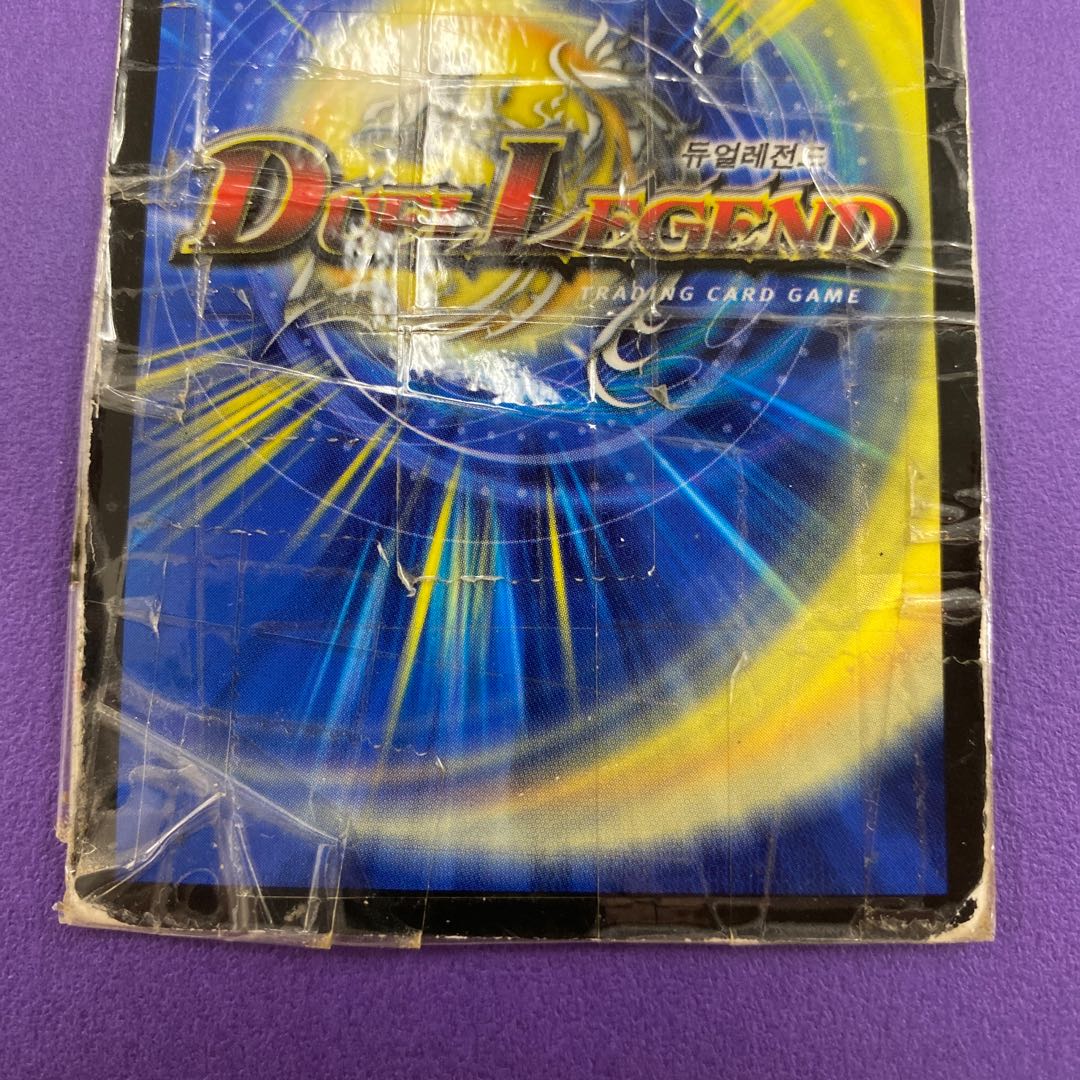 듀얼레전드
DUEL LEGEND
TRADING CARD GAME